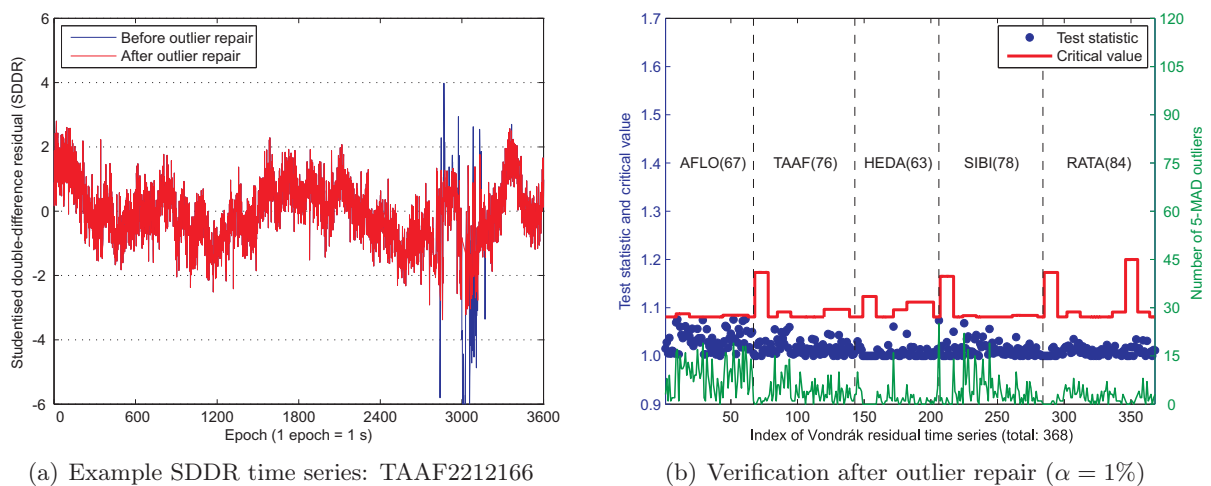 6
4
2
0
-2
-4
-6
0 600 1200 1800 2400 3000 3600
Studentised double-difference residual (SDDR)
Epoch (1 epoch = 1 s)
Before outlier repair
After outlier repair
(a) Example SDDR time series: TAAF2212166
1.7
1.6
1.5
1.4
1.3
1.2
1.1
1.0
0.9
Test statistic and critical value
Test statistic
Critical value
AFLO(67) TAAF(76) HEDA(63) SIBI(78) RATA(84)
120
105
90
75
60
45
30
15
0
Number of 5-MAD outliers
50 100 150 200 250 300 350
Index of Vondrák residual time series (total: 368)
(b) Verification after outlier repair (α = 1%)